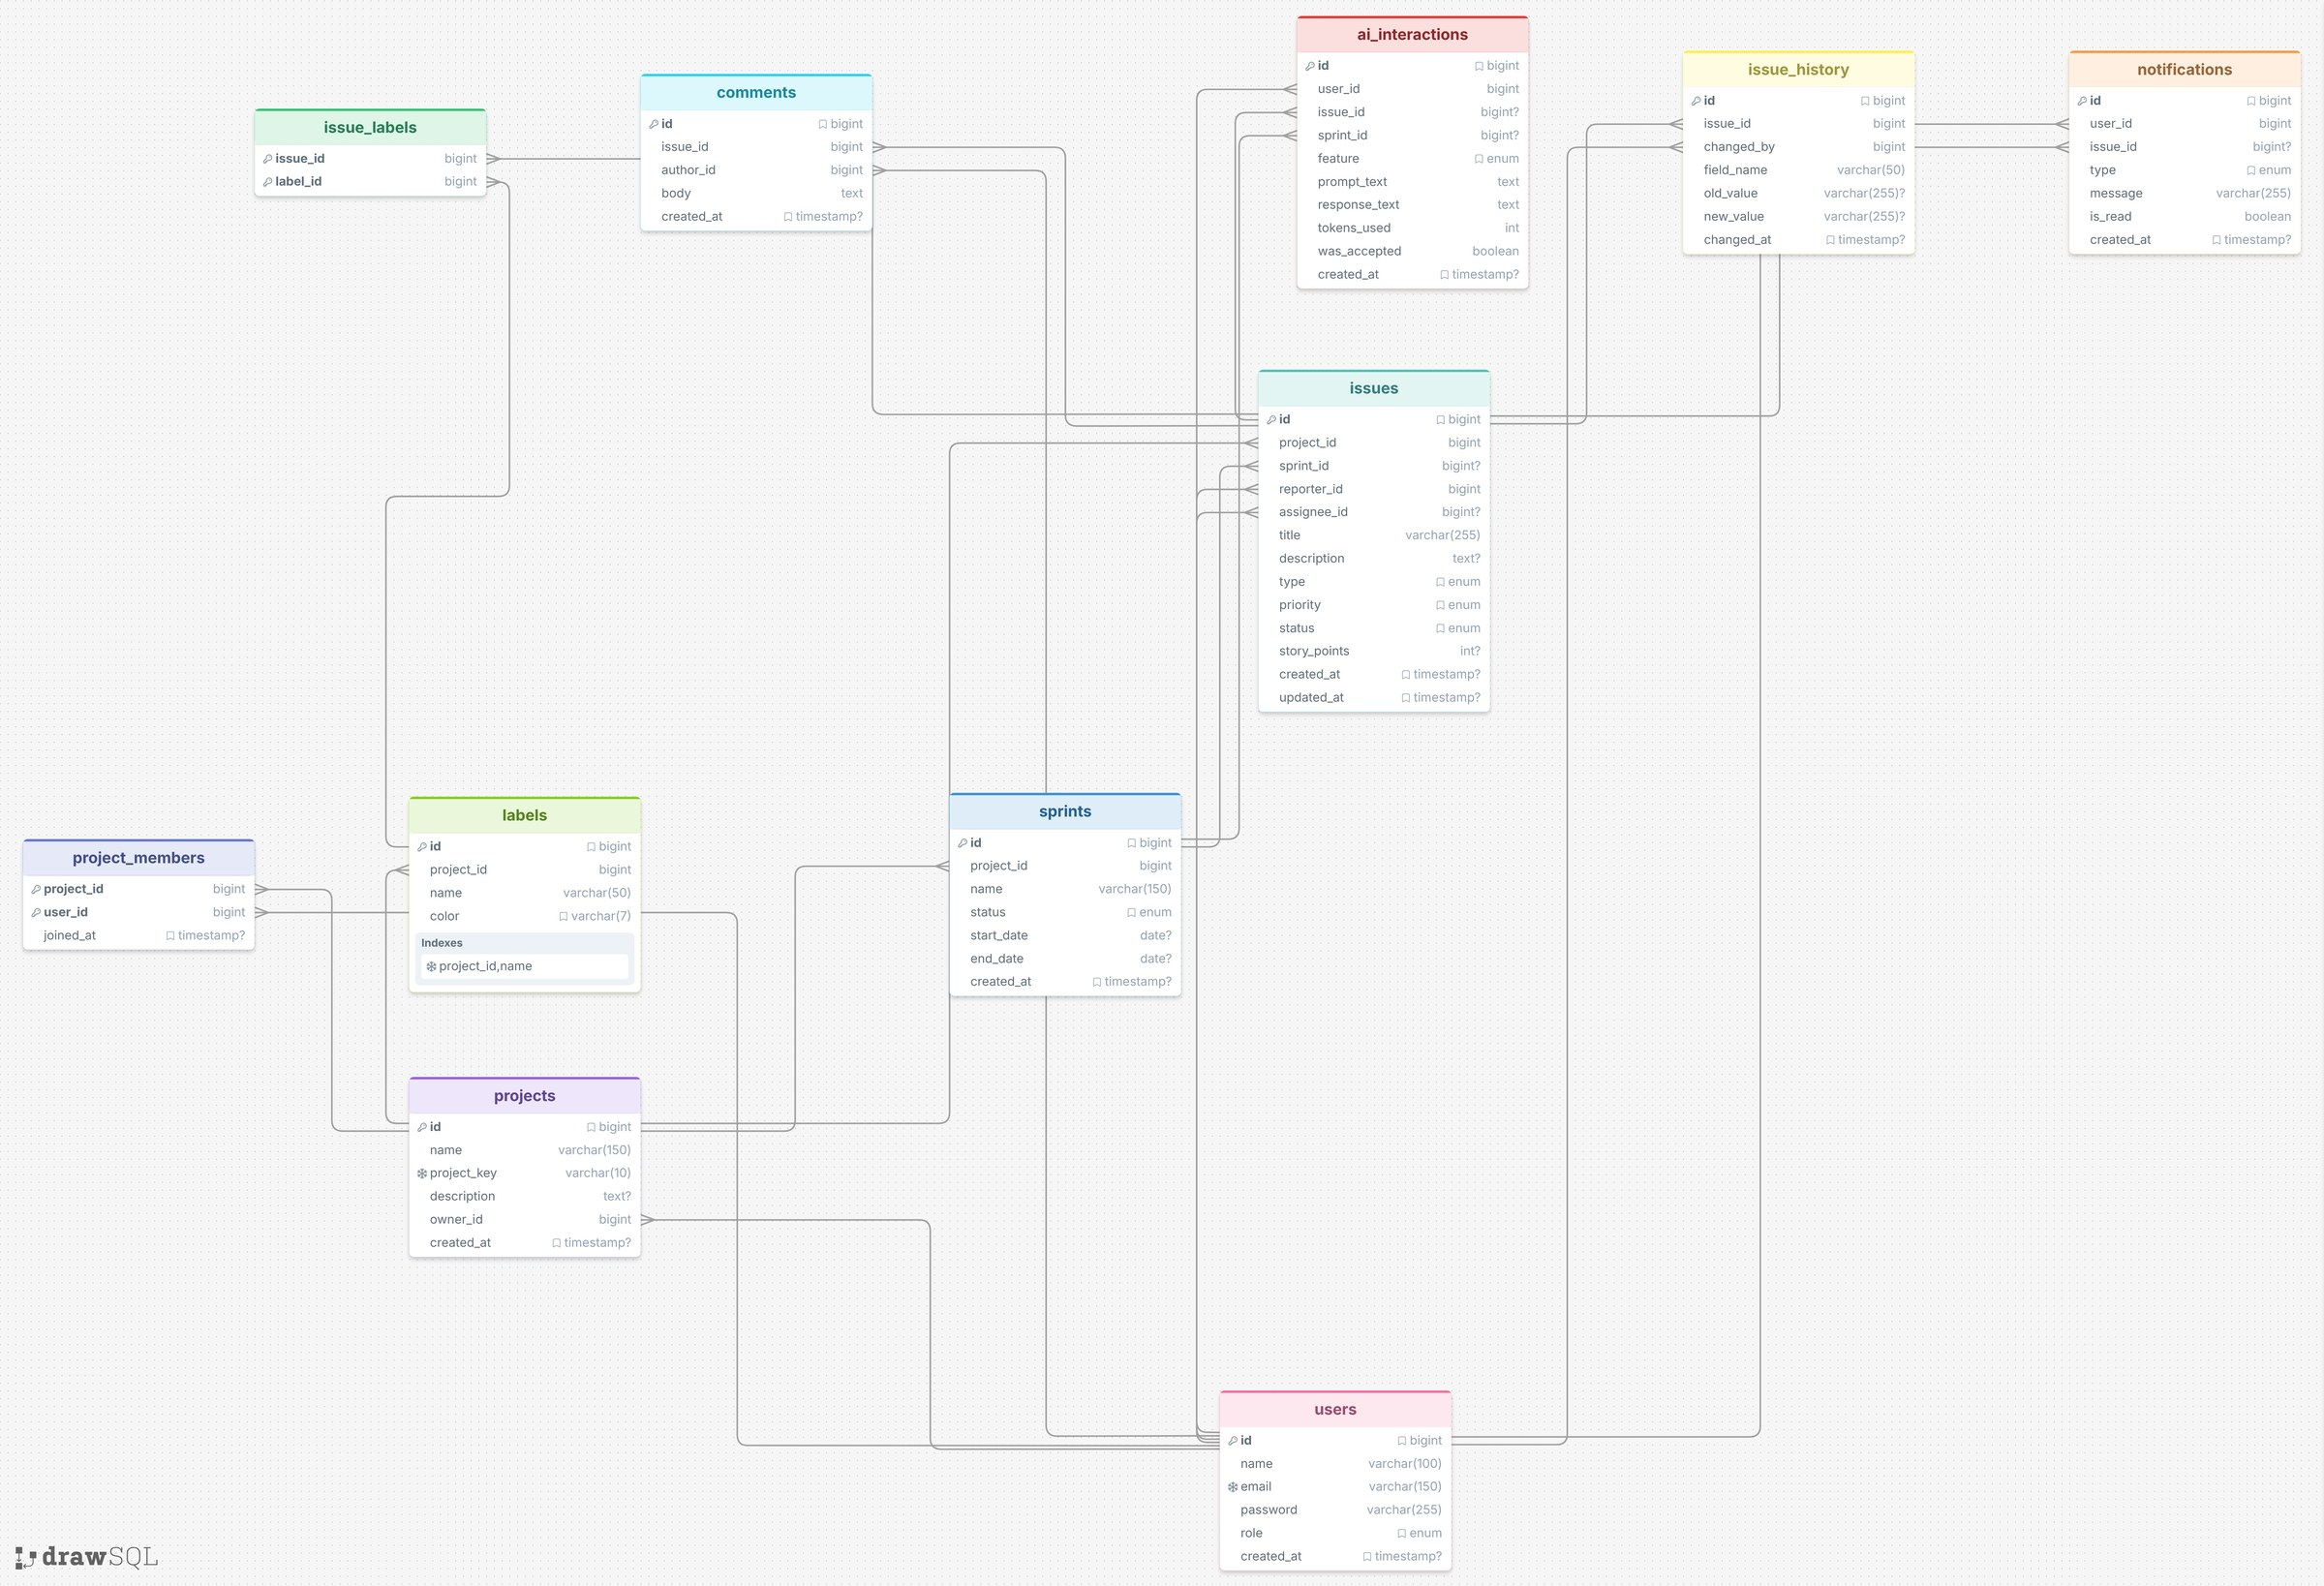 ai_interactions
id bigint
user_id bigint
issue_id bigint?
sprint_id bigint?
feature enum
prompt_text text
response_text text
tokens_used int
was_accepted boolean
created_at timestamp?
issue_history
id bigint
issue_id bigint
changed_by bigint
field_name varchar(50)
old_value varchar(255)?
new_value varchar(255)?
changed_at timestamp?
notifications
id bigint
user_id bigint
issue_id bigint?
type enum
message varchar(255)
is_read boolean
created_at timestamp?
comments
id bigint
issue_id bigint
author_id bigint
body text
created_at timestamp?
issue_labels
issue_id bigint
label_id bigint
issues
id bigint
project_id bigint
sprint_id bigint?
reporter_id bigint
assignee_id bigint?
title varchar(255)
description text?
type enum
priority enum
status enum
story_points int?
created_at timestamp?
updated_at timestamp?
labels
id bigint
project_id bigint
name varchar(50)
color varchar(7)
Indexes
project_id,name
sprints
id bigint
project_id bigint
name varchar(150)
status enum
start_date date?
end_date date?
created_at timestamp?
project_members
project_id bigint
user_id bigint
joined_at timestamp?
projects
id bigint
name varchar(150)
project_key varchar(10)
description text?
owner_id bigint
created_at timestamp?
users
id bigint
name varchar(100)
email varchar(150)
password varchar(255)
role enum
created_at timestamp?
drawSQL